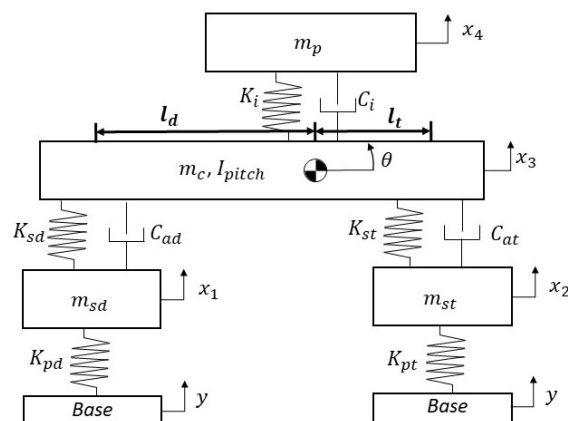 m_p
x_4
K_i
C_i
l_d
l_t
m_c, I_pitch
θ
x_3
K_sd
C_ad
K_st
C_at
m_sd
x_1
m_st
x_2
K_pd
K_pt
Base
y
Base
y